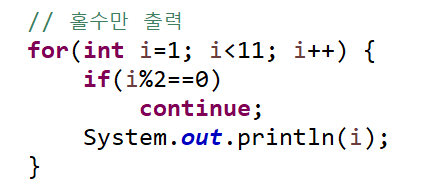 // 홀수만 출력
for(int i=1; i<11; i++) {
    if(i%2==0)
        continue;
    System.out.println(i);
}